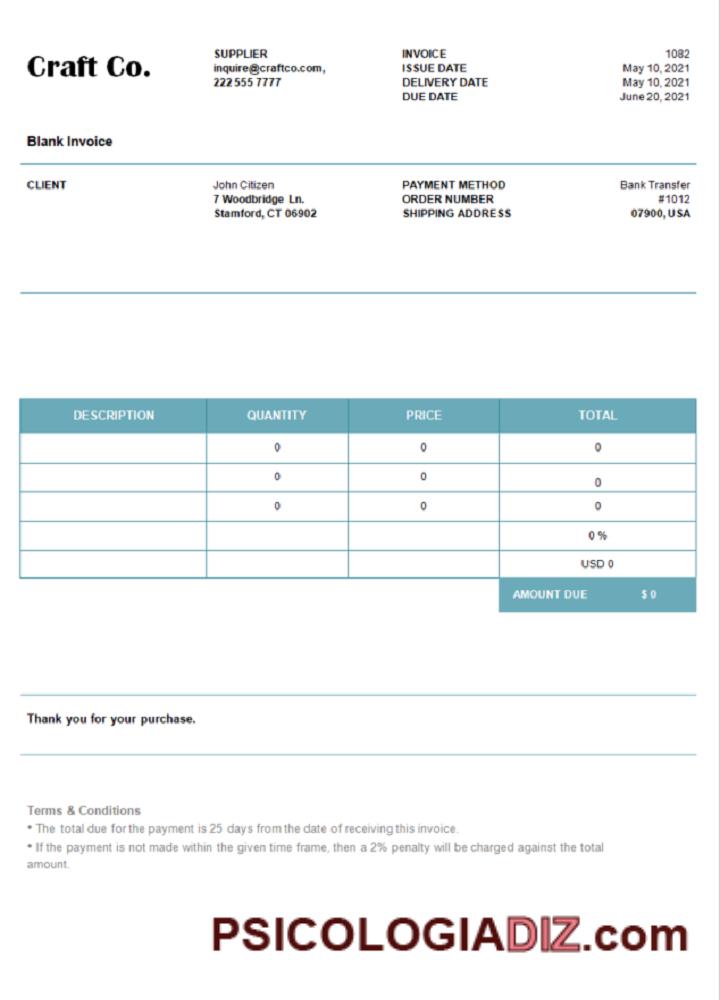 Craft Co.
SUPPLIER
inquire@craftco.com,
222 555 7777
INVOICE 1082
ISSUE DATE May 10, 2021
DELIVERY DATE May 10, 2021
DUE DATE June 20, 2021
Blank Invoice
CLIENT
John Citizen
7 Woodbridge Ln.
Stamford, CT 06902
PAYMENT METHOD Bank Transfer
ORDER NUMBER #1012
SHIPPING ADDRESS 07900, USA
DESCRIPTION QUANTITY PRICE TOTAL
0 0 0
0 0 0
0 0 0
0 %
USD 0
AMOUNT DUE $ 0
Thank you for your purchase.
Terms & Conditions
* The total due for the payment is 25 days from the date of receiving this invoice.
* If the payment is not made within the given time frame, then a 2% penalty will be charged against the total
amount.
PSICOLOGIADIZ.com